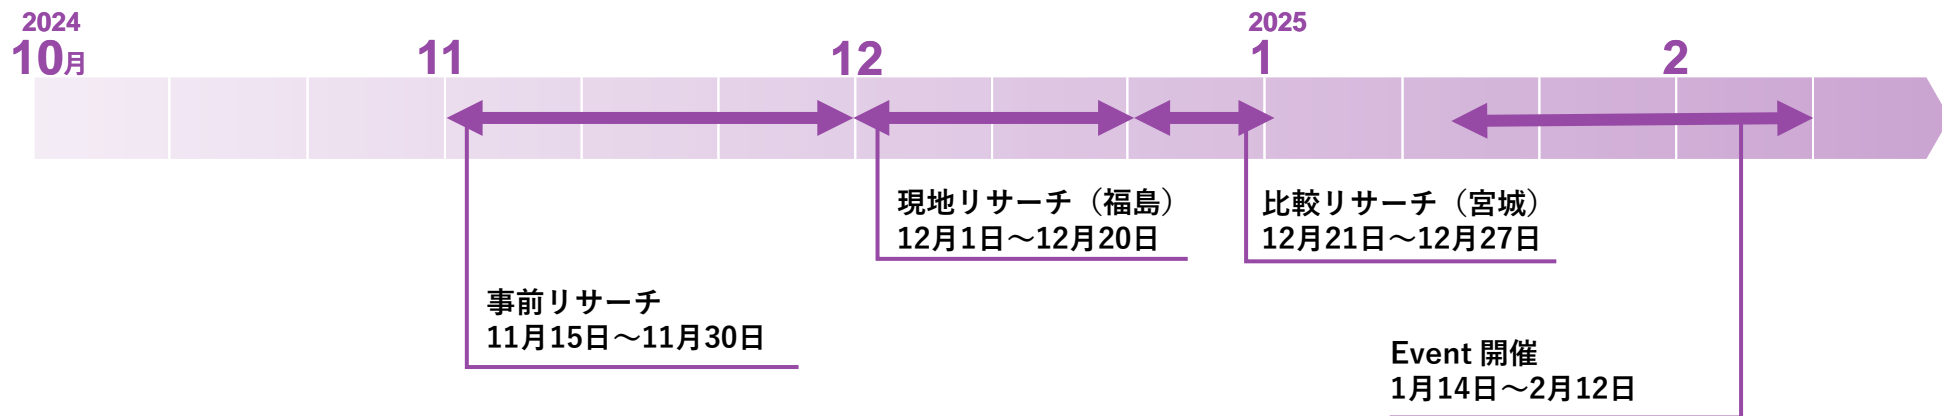 2024
10月
11
12
2025
1
2
現地リサーチ（福島）
12月1日～12月20日
比較リサーチ（宮城）
12月21日～12月27日
事前リサーチ
11月15日～11月30日
Event 開催
1月14日～2月12日